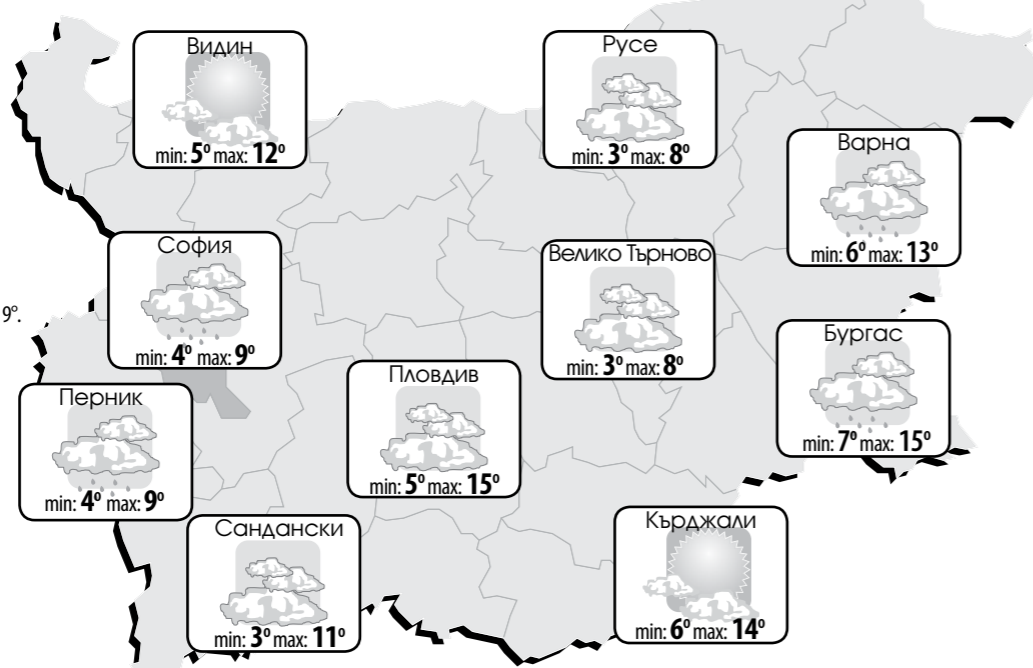 Видин
min: 5° max: 12°
Русе
min: 3° max: 8°
Варна
min: 6° max: 13°
София
min: 4° max: 9°
Велико Търново
min: 3° max: 8°
9°.
Бургас
min: 7° max: 15°
Пловдив
min: 5° max: 15°
Перник
min: 4° max: 9°
Сандански
min: 3° max: 11°
Кърджали
min: 6° max: 14°